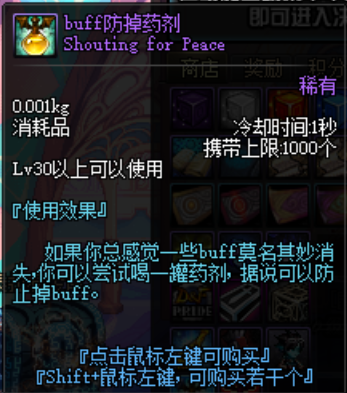 即可进入决
buff防掉药剂
Shouting for Peace
商店 奖励 积分
稀有
0.001kg
消耗品
冷却时间:1秒
携带上限:1000个
Lv30以上可以使用
『使用效果』
如果你总感觉一些buff莫名其妙消
失,你可以尝试喝一罐药剂，据说可以防
止掉buff。
PRIDE
『点击鼠标左键可购买』
『Shift+鼠标左键，可购买若干个』